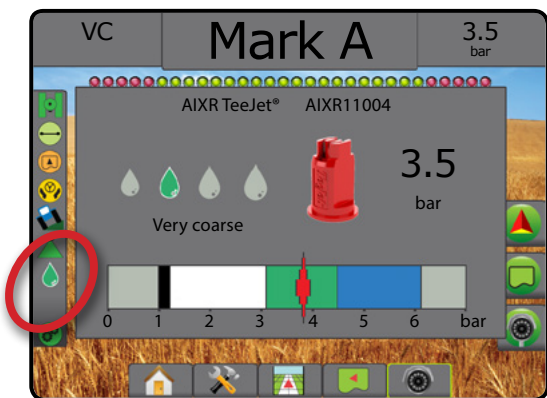 VC Mark A 3.5
bar
AIXR TeeJet® AIXR11004
3.5
bar
Very coarse
0 1 2 3 4 5 6 bar